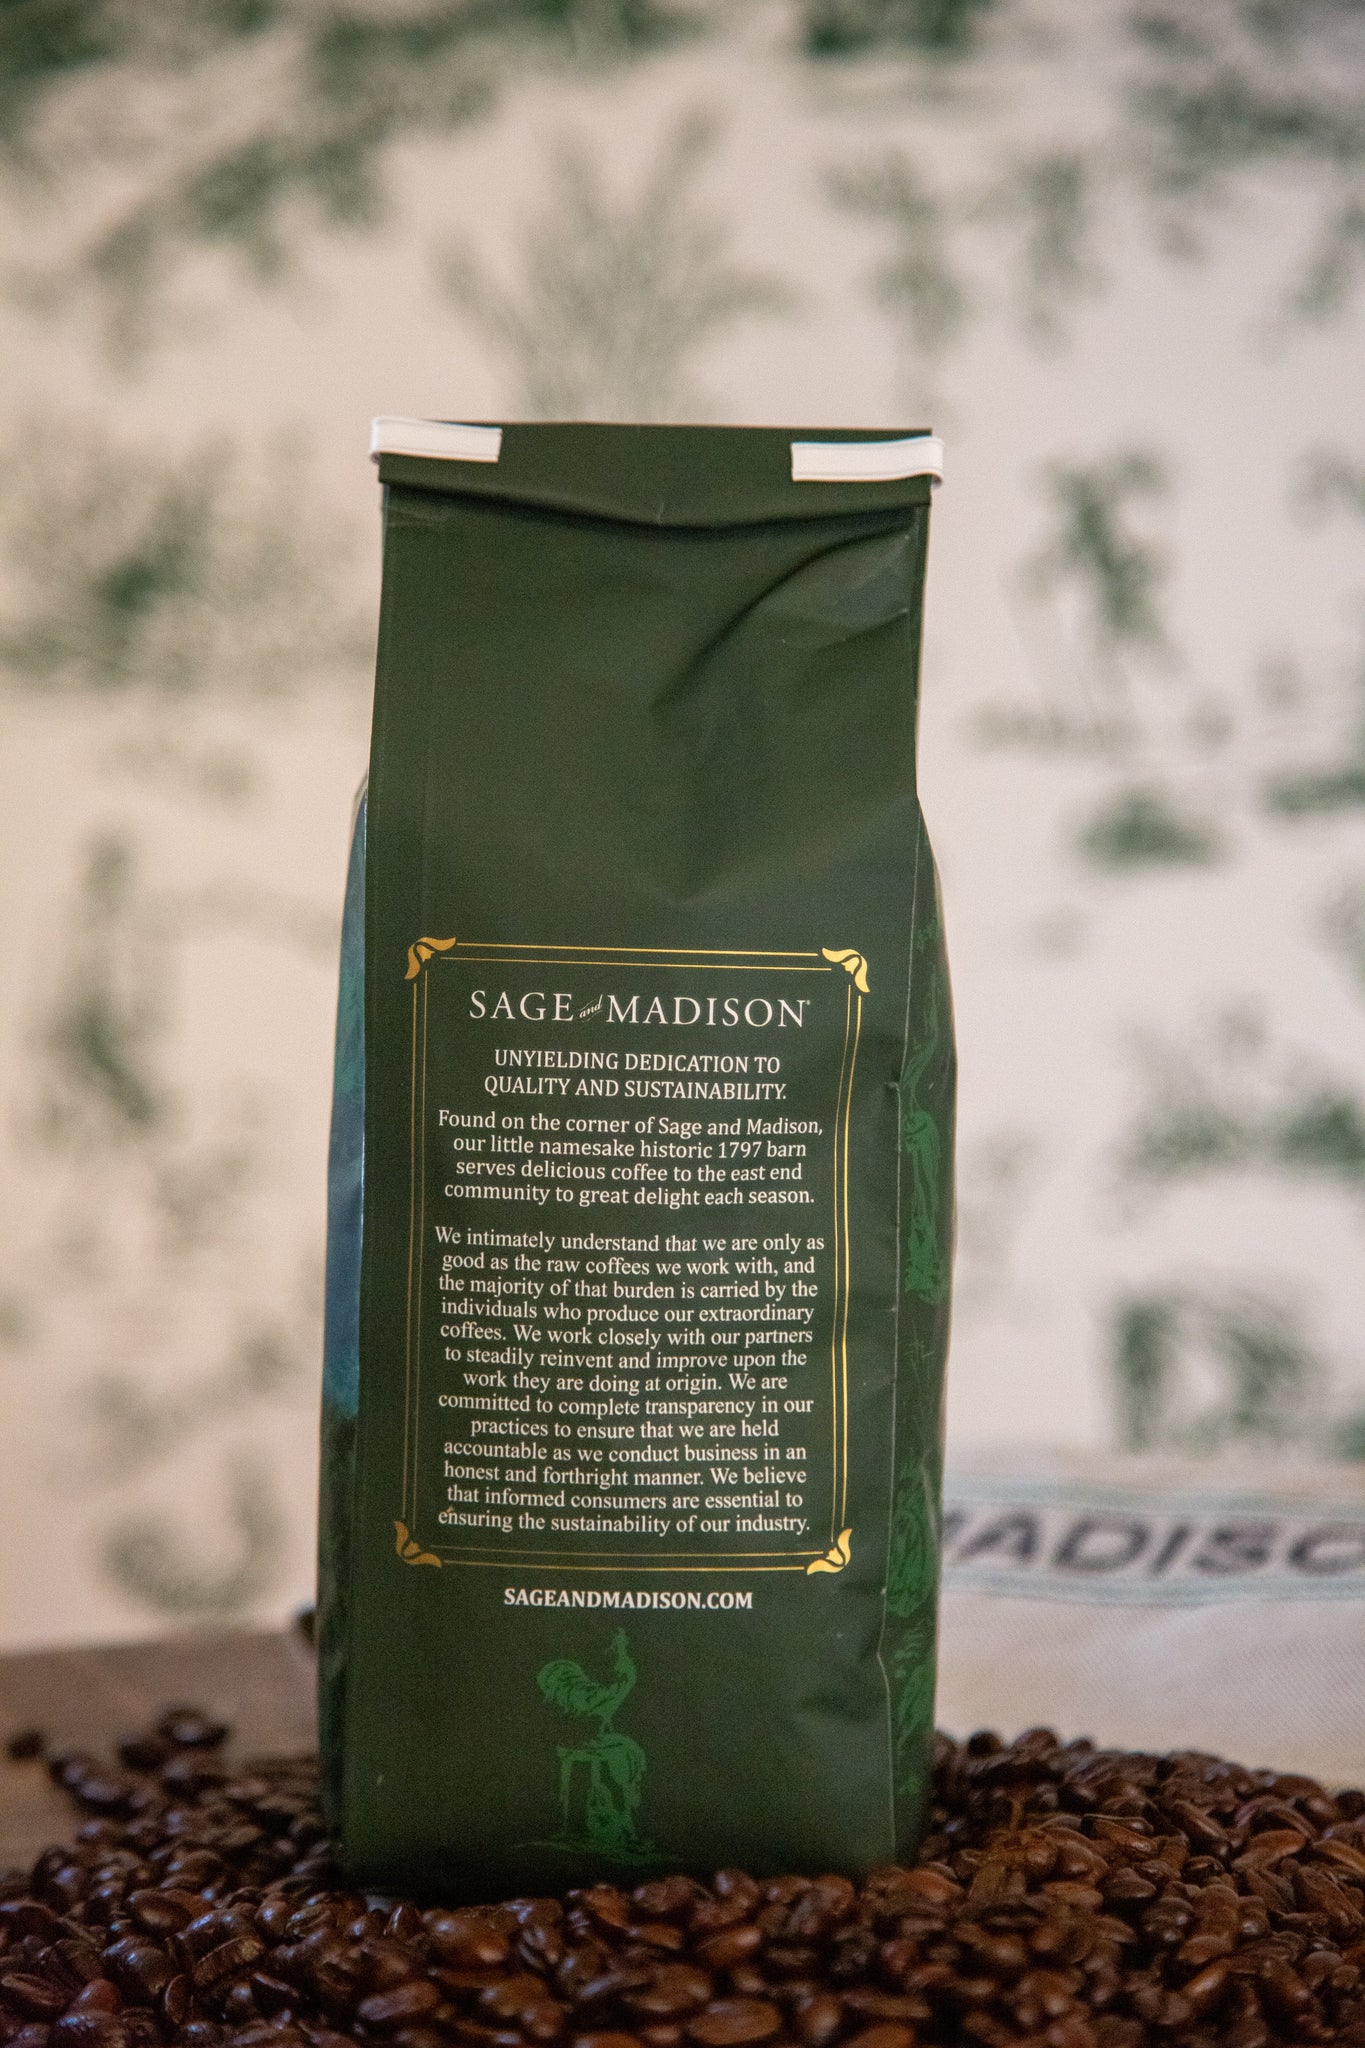 SAGE and MADISON®
UNYIELDING DEDICATION TO
QUALITY AND SUSTAINABILITY.
Found on the corner of Sage and Madison,
our little namesake historic 1797 barn
serves delicious coffee to the east end
community to great delight each season.
We intimately understand that we are only as
good as the raw coffees we work with, and
the majority of that burden is carried by the
individuals who produce our extraordinary
coffees. We work closely with our partners
to steadily reinvent and improve upon the
work they are doing at origin. We are
committed to complete transparency in our
practices to ensure that we are held
accountable as we conduct business in an
honest and forthright manner. We believe
that informed consumers are essential to
ensuring the sustainability of our industry.
SAGEANDMADISON.COM
ADISO